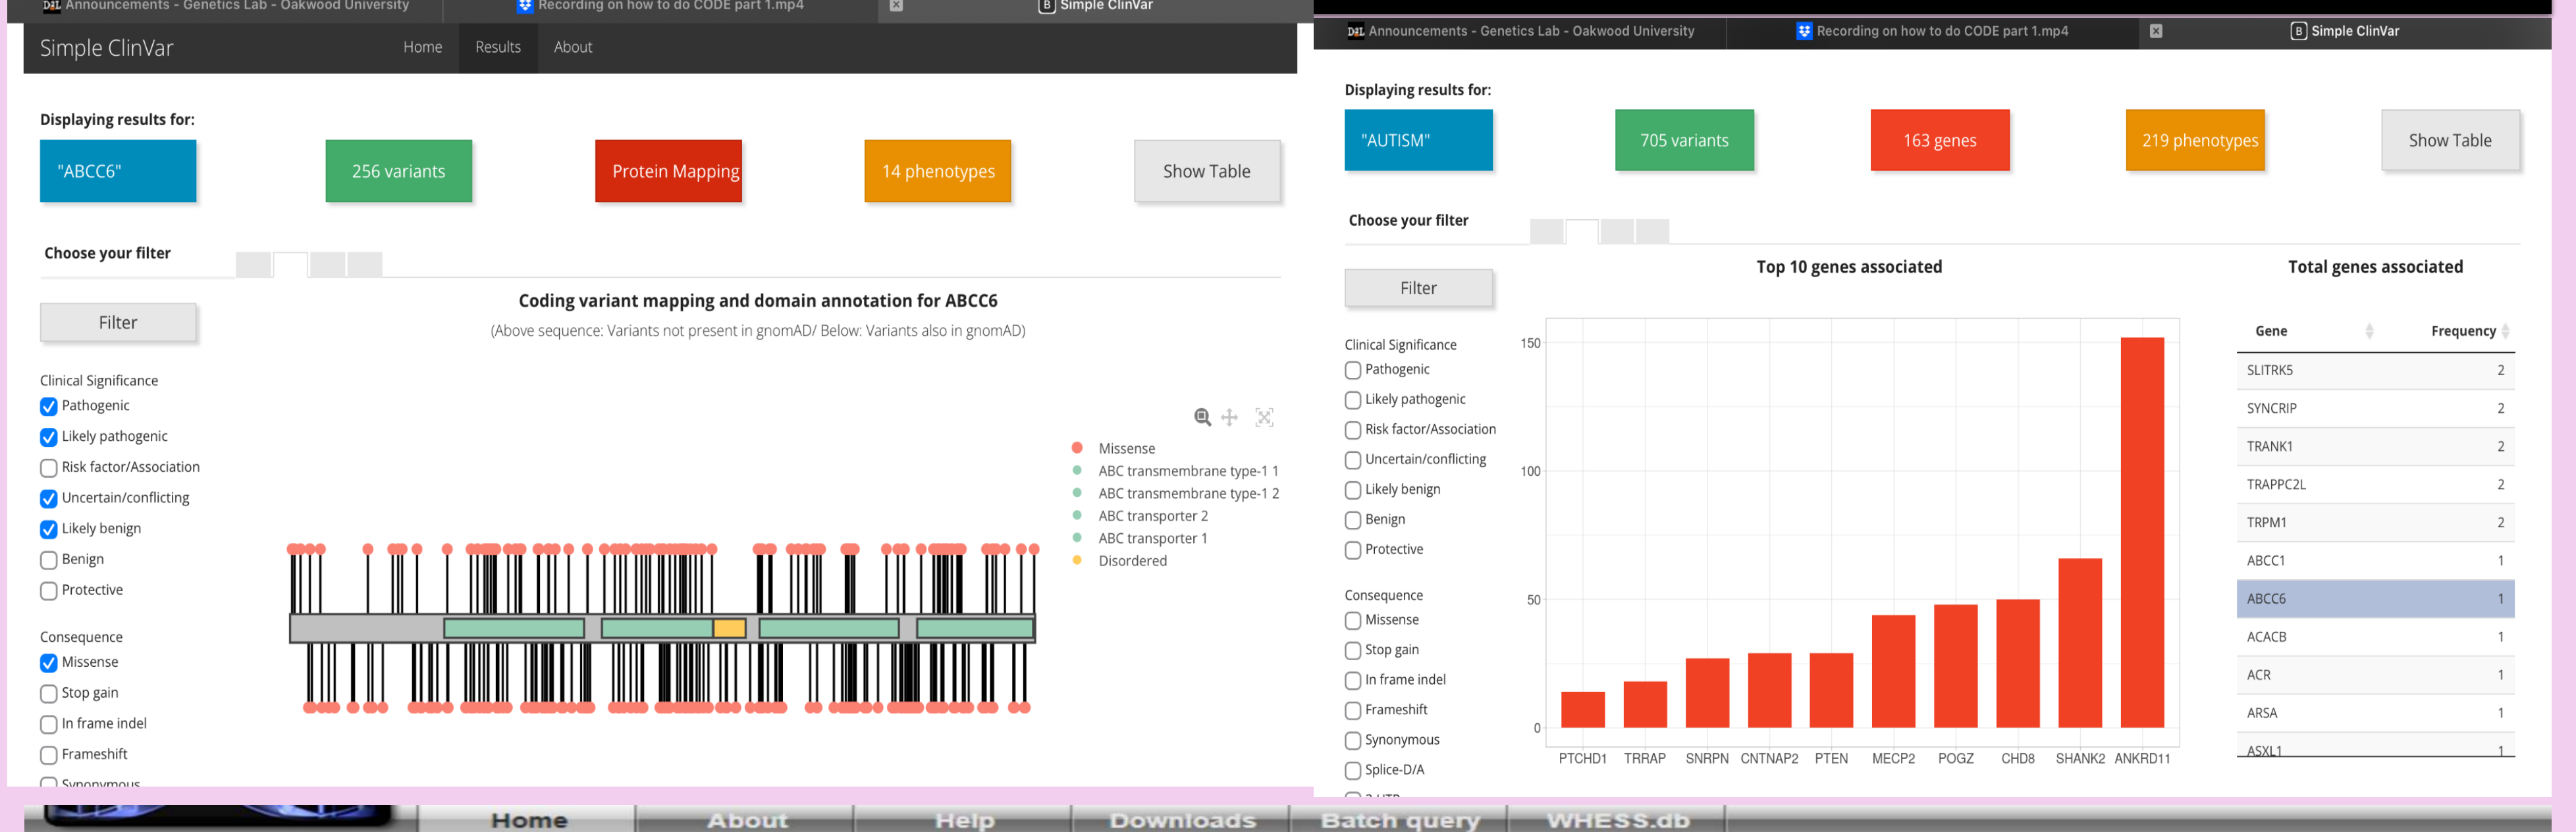 Announcements - Genetics Lab - Oakwood University
Recording on how to do CODE part 1.mp4
Simple ClinVar
Simple ClinVar
Home
Results
About
Displaying results for:
"ABCC6"
256 variants
Protein Mapping
14 phenotypes
Show Table
Choose your filter
Filter
Coding variant mapping and domain annotation for ABCC6
(Above sequence: Variants not present in gnomAD/ Below: Variants also in gnomAD)
Clinical Significance
Pathogenic
Likely pathogenic
Risk factor/Association
Uncertain/conflicting
Likely benign
Benign
Protective
Consequence
Missense
Stop gain
In frame indel
Frameshift
Synonymous
Missense
ABC transmembrane type-1 1
ABC transmembrane type-1 2
ABC transporter 2
ABC transporter 1
Disordered
D2L Announcements - Genetics Lab - Oakwood University
Recording on how to do CODE part 1.mp4
B Simple ClinVar
Displaying results for:
"AUTISM"
705 variants
163 genes
219 phenotypes
Show Table
Choose your filter
Filter
Clinical Significance
Pathogenic
Likely pathogenic
Risk factor/Association
Uncertain/conflicting
Likely benign
Benign
Protective
Consequence
Missense
Stop gain
In frame indel
Frameshift
Synonymous
Splice-D/A
Top 10 genes associated
150
100
50
0
PTCHD1 TRRAP SNRPN CNTNAP2 PTEN MECP2 POGZ CHD8 SHANK2 ANKRD11
Total genes associated
Gene Frequency
SLITRK5 2
SYNCRIP 2
TRANK1 2
TRAPPC2L 2
TRPM1 2
ABCC1 1
ABCC6 1
ACACB 1
ACR 1
ARSA 1
ASXL1 1
Home About Help Downloads Batch query WHESS.db